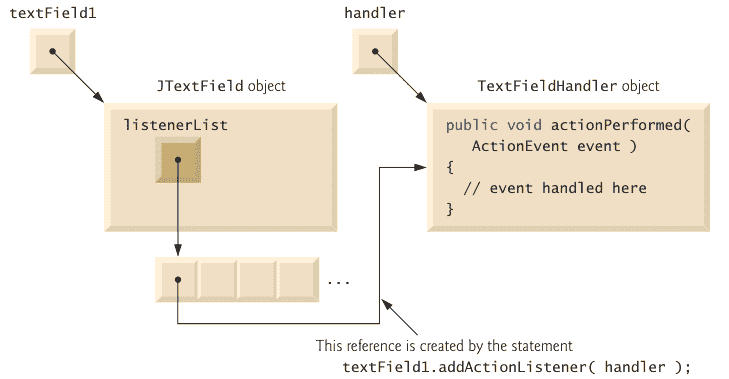 textField1
handler
JTextField object
TextFieldHandler object
listenerList
public void actionPerformed(
ActionEvent event )
{
// event handled here
}
...
This reference is created by the statement
textField1.addActionListener( handler );